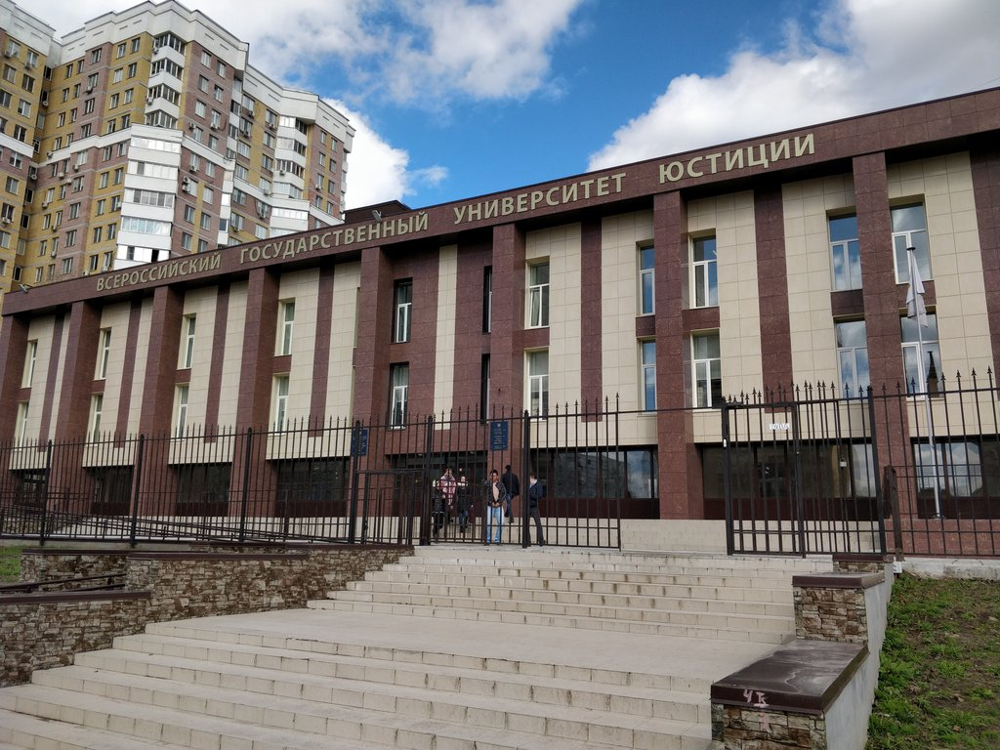 ВСЕРОССИЙСКИЙ ГОСУДАРСТВЕННЫЙ УНИВЕРСИТЕТ ЮСТИЦИИ